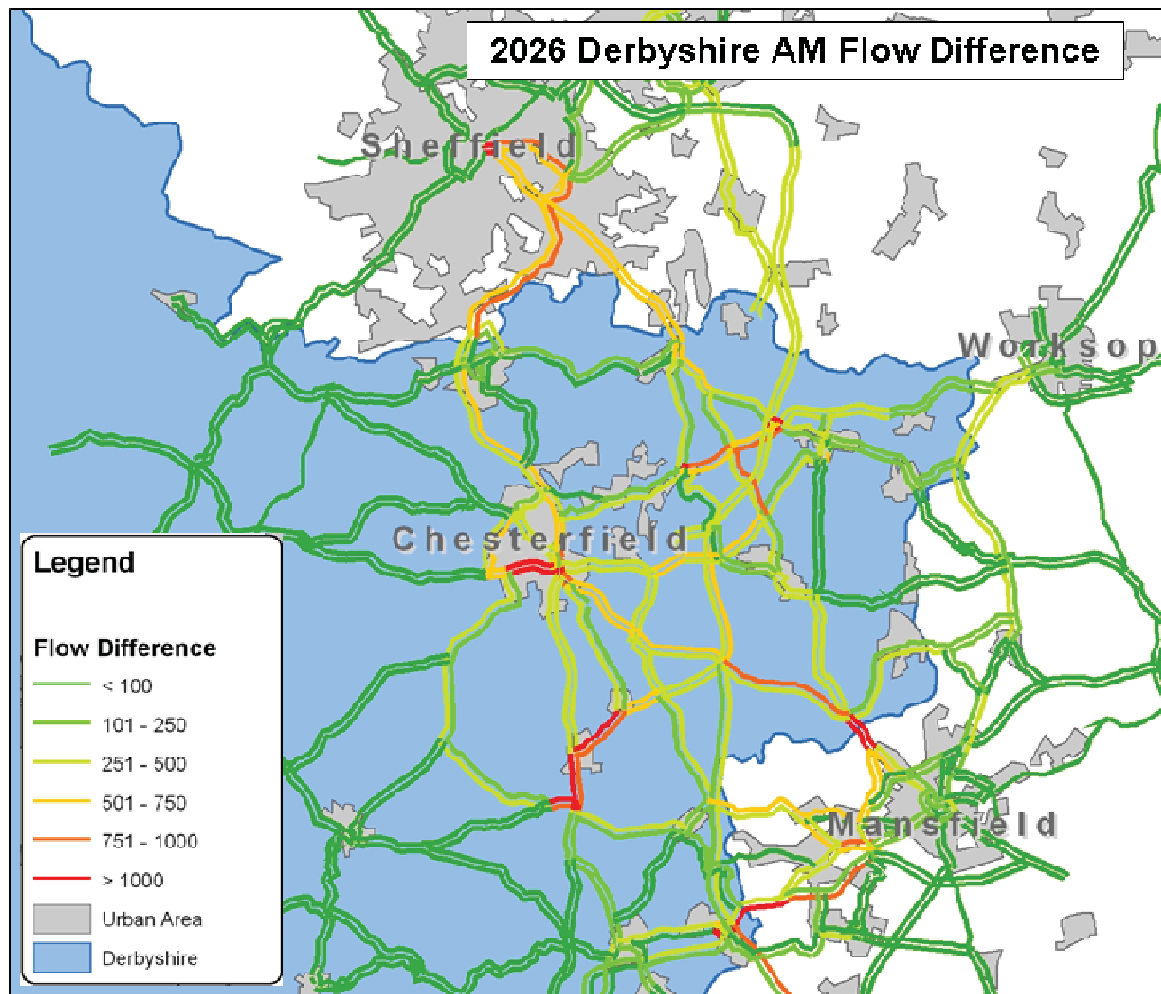 2026 Derbyshire AM Flow Difference
Sheffield
Worksop
Chesterfield
Mansfield
Legend
Flow Difference
< 100
101 - 250
251 - 500
501 - 750
751 - 1000
> 1000
Urban Area
Derbyshire